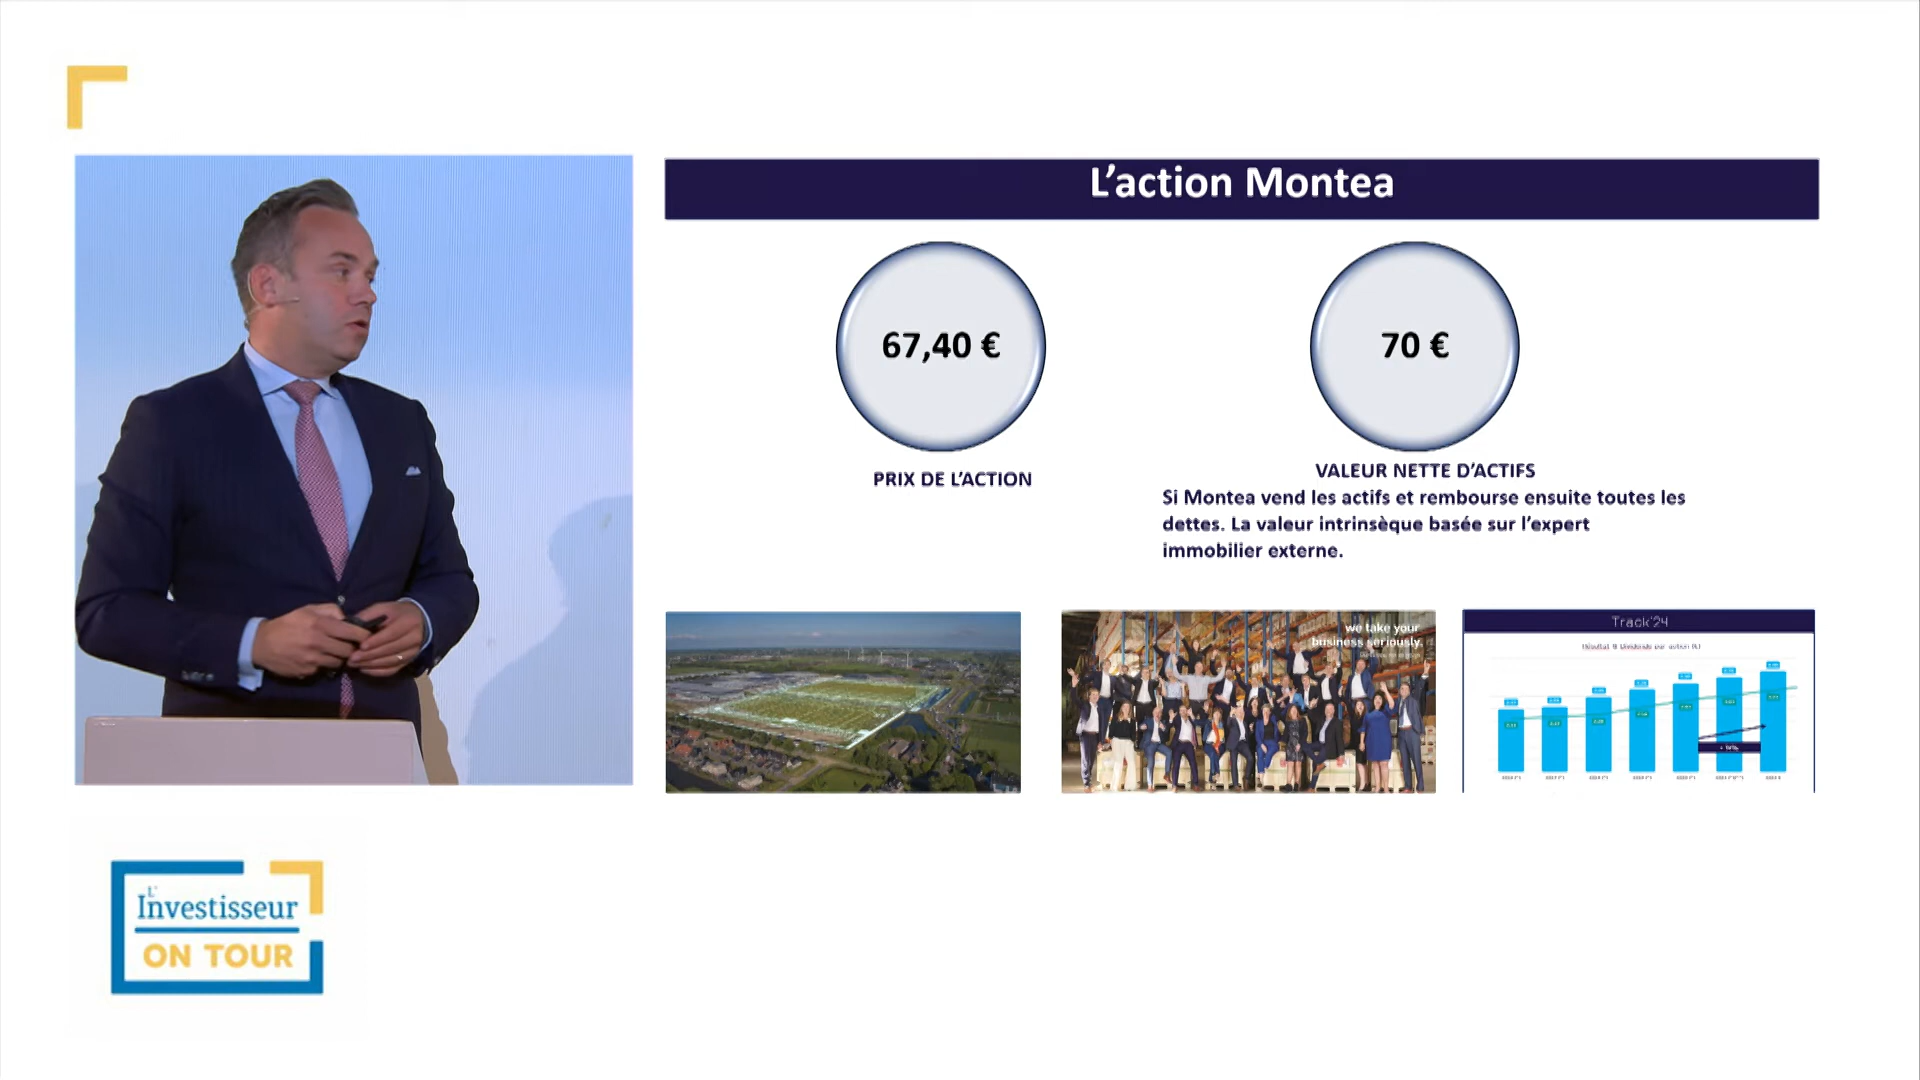 L'action Montea
67,40 €
70 €
PRIX DE L'ACTION
VALEUR NETTE D'ACTIFS
Si Montea vend les actifs et rembourse ensuite toutes les
dettes. La valeur intrinsèque basée sur l'expert
immobilier externe.
we take your
business seriously.
Track'24
L'
Investisseur
ON TOUR